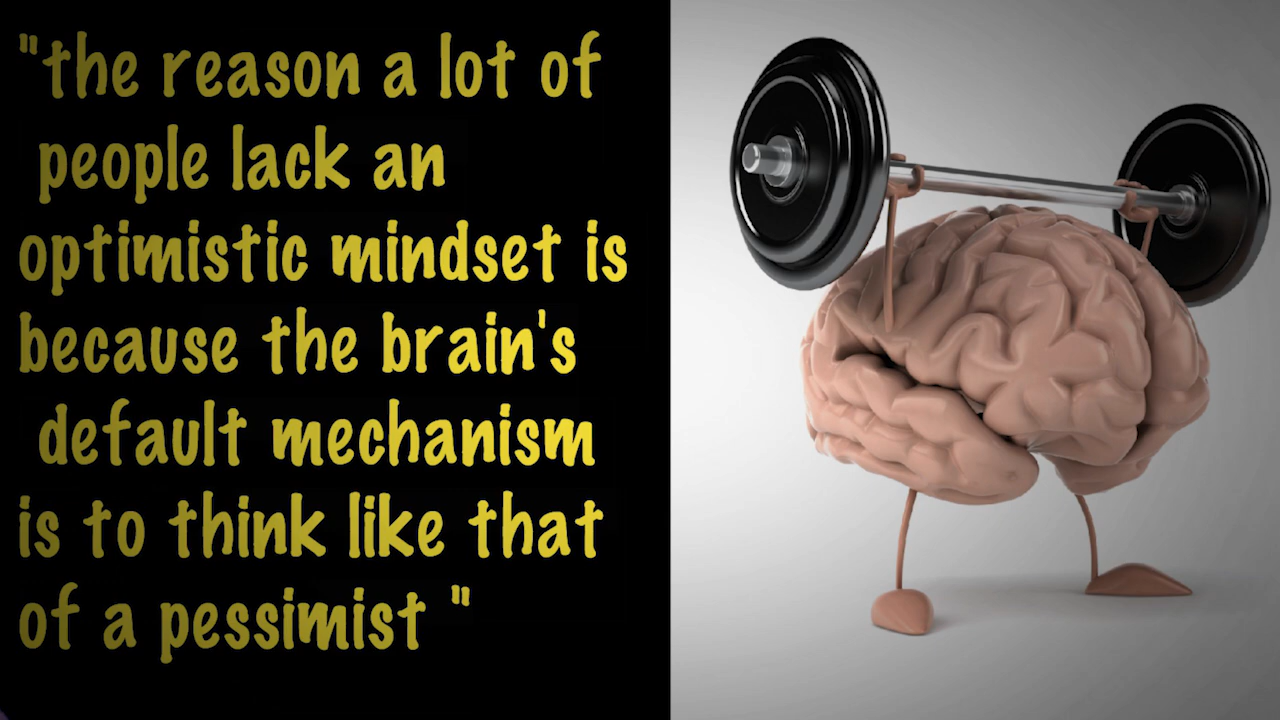 "the reason a lot of
people lack an
optimistic mindset is
because the brain's
default mechanism
is to think like that
of a pessimist "